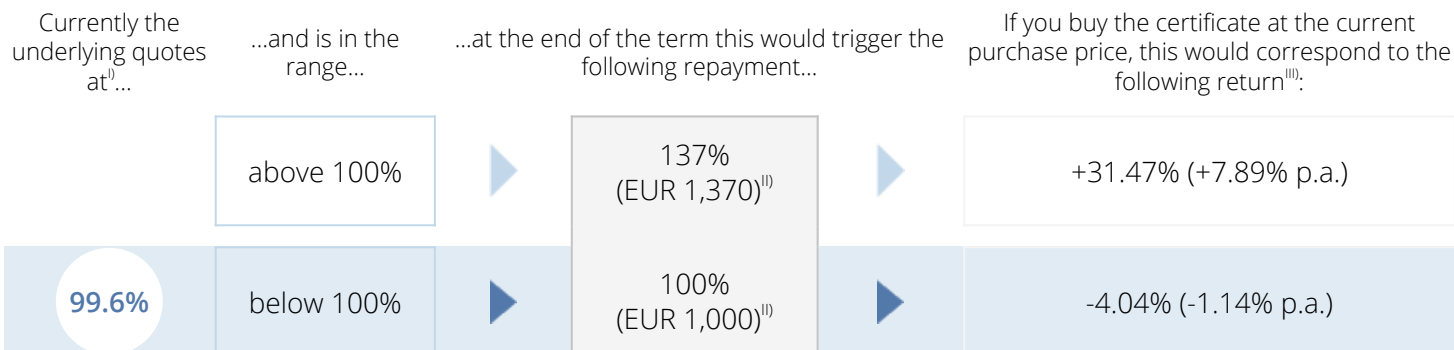 Currently the
underlying quotes
atI)...
...and is in the
range...
...at the end of the term this would trigger the
following repayment...
If you buy the certificate at the current
purchase price, this would correspond to the
following returnIII):
above 100%
137%
(EUR 1,370)II)
+31.47% (+7.89% p.a.)
99.6%
below 100%
100%
(EUR 1,000)II)
-4.04% (-1.14% p.a.)